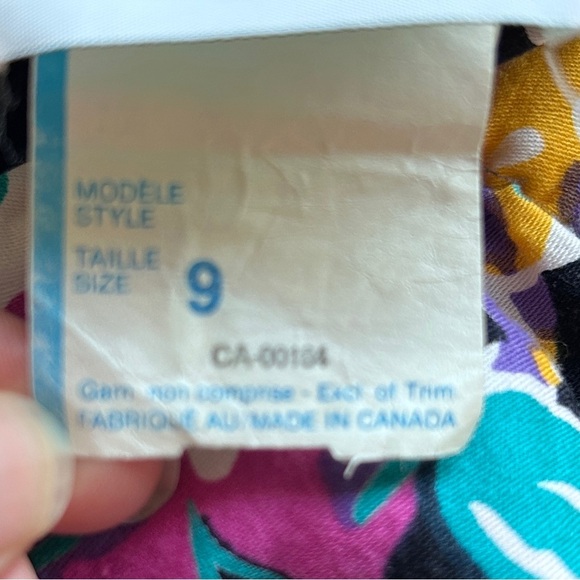 MODÈLE
STYLE
TAILLE
SIZE
9
CA-00184
Garn. non comprise - Excl. of Trim
FABRIQUÉ AU/MADE IN CANADA